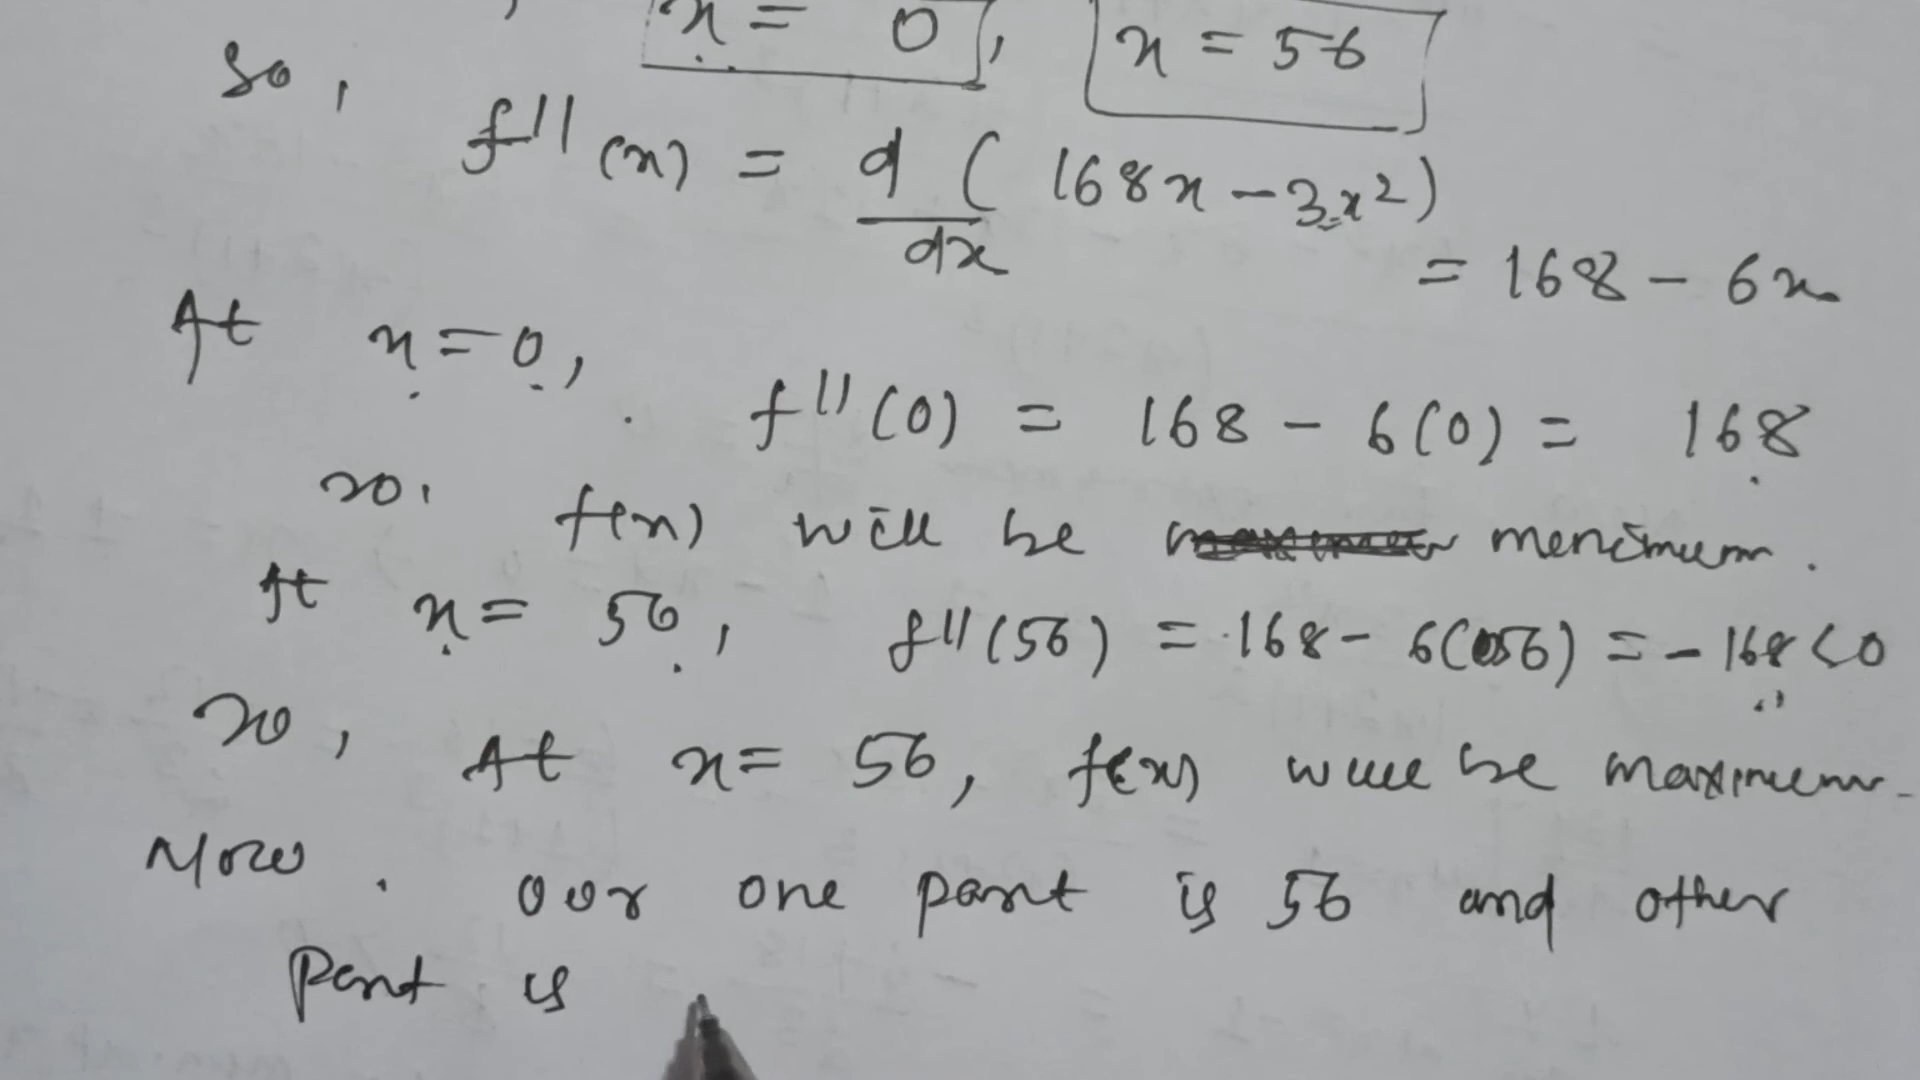 x = 0, x = 56
So, f''(x) = d/dx (168x - 3x²)
= 168 - 6x
At x = 0,
f''(0) = 168 - 6(0) = 168
so, f(x) will be minimum.
At x = 56, f''(56) = 168 - 6(56) = -168 < 0
so, At x = 56, f(x) will be maximum.
Now. our one part is 56 and other
part is